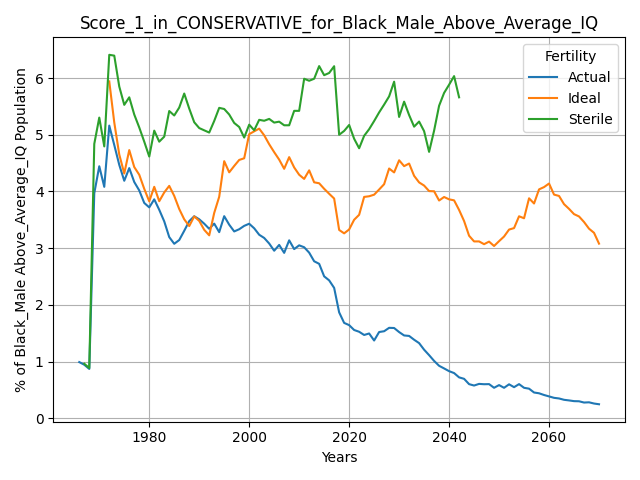 Score_1_in_CONSERVATIVE_for_Black_Male_Above_Average_IQ
Fertility
Actual
Ideal
Sterile
% of Black_Male Above_Average_IQ Population
6
5
4
3
2
1
0
1980 2000 2020 2040 2060
Years